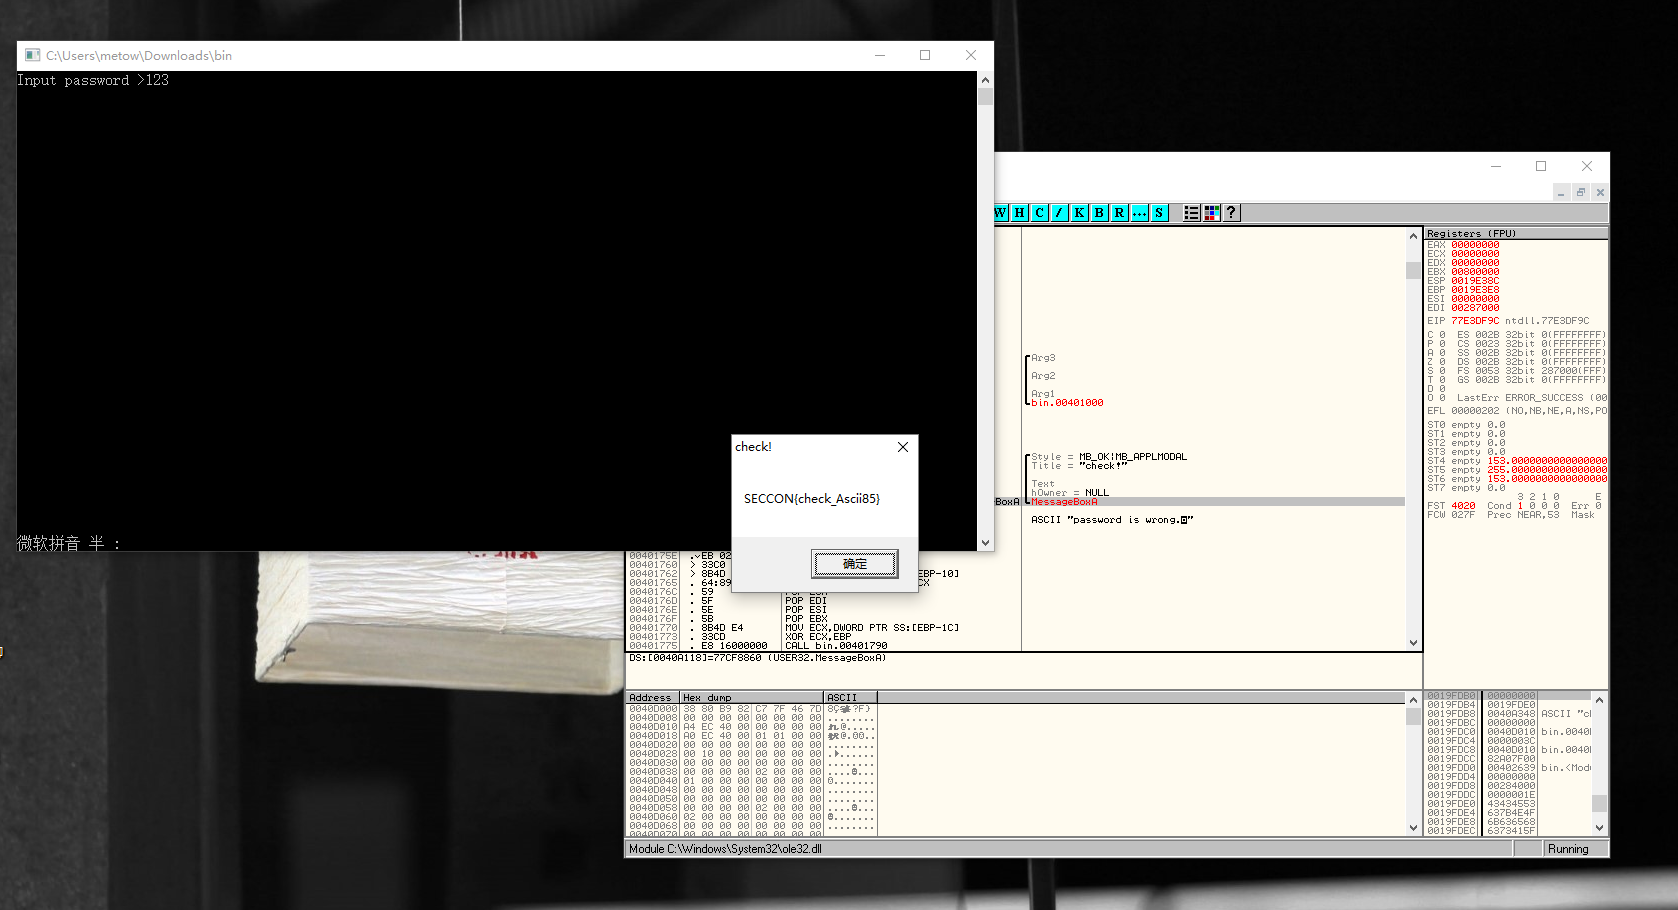 C:\Users\metow\Downloads\bin
Input password >123
微软拼音 半 :
check!
SECCON{check_Ascii85}
确定
W H C / K B R ... S ?
Arg3
Arg2
Arg1
bin.00401000
Style = MB_OK|MB_APPLMODAL
Title = "check!"
Text
hOwner = NULL
BoxA MessageBoxA
ASCII "password is wrong.
0040175E .vEB 02
00401760 > 33C0
00401762 > 8B4D EBP-10]
00401765 . 64:89 CX
0040176C . 59
0040176D . 5F POP EDI
0040176E . 5E POP ESI
0040176F . 5B POP EBX
00401770 . 8B4D E4 MOV ECX,DWORD PTR SS:[EBP-1C]
00401773 . 33CD XOR ECX,EBP
00401775 . E8 16000000 CALL bin.00401790
DS:[0040A118]=77CF8860 (USER32.MessageBoxA)
Registers (FPU)
EAX 00000000
ECX 00000000
EDX 00000000
EBX 00800000
ESP 0019E38C
EBP 0019E3E8
ESI 00000000
EDI 00287000
EIP 77E3DF9C ntdll.77E3DF9C
C 0 ES 002B 32bit 0(FFFFFFFF)
P 0 CS 0023 32bit 0(FFFFFFFF)
A 0 SS 002B 32bit 0(FFFFFFFF)
Z 0 DS 002B 32bit 0(FFFFFFFF)
S 0 FS 0053 32bit 287000(FFF)
T 0 GS 002B 32bit 0(FFFFFFFF)
D 0
O 0 LastErr ERROR_SUCCESS (00
EFL 00000202 (NO,NB,NE,A,NS,PO
ST0 empty 0.0
ST1 empty 0.0
ST2 empty 0.0
ST3 empty 0.0
ST4 empty 153.0000000000000000
ST5 empty 255.0000000000000000
ST6 empty 153.0000000000000000
ST7 empty 0.0
3 2 1 0 E
FST 4020 Cond 1 0 0 0 Err 0
FCW 027F Prec NEAR,53 Mask
Address Hex dump ASCII
0040D000 38 80 B9 82 C7 7F 46 7D
0040D008 00 00 00 00 00 00 00 00 ........
0040D010 A4 EC 40 00 00 00 00 00
0040D018 A0 EC 40 00 01 01 00 00
0040D020 00 00 00 00 00 00 00 00 ........
0040D028 00 10 00 00 00 00 00 00
0040D030 00 00 00 00 00 00 00 00 ........
0040D038 00 00 00 00 02 00 00 00
0040D040 01 00 00 00 00 00 00 00
0040D048 00 00 00 00 00 00 00 00 ........
0040D050 00 00 00 00 00 00 00 00 ........
0040D058 00 00 00 00 02 00 00 00
0040D060 02 00 00 00 00 00 00 00
0040D068 00 00 00 00 00 00 00 00 ........
0019FDB0 00000000
0019FDB4 0019FDE0
0019FDB8 0040A348 ASCII "cl
0019FDBC 00000000
0019FDC0 0040D010 bin.0040
0019FDC4 0000003C
0019FDC8 0040D010 bin.0040
0019FDCC 82A07F00
0019FDD0 00402639 bin.<Modu
0019FDD4 00000000
0019FDD8 00284000
0019FDDC 0000001E
0019FDE0 43434553
0019FDE4 637B4E4F
0019FDE8 6B636568
0019FDEC 6373415F
Module C:\Windows\System32\ole32.dll
Running